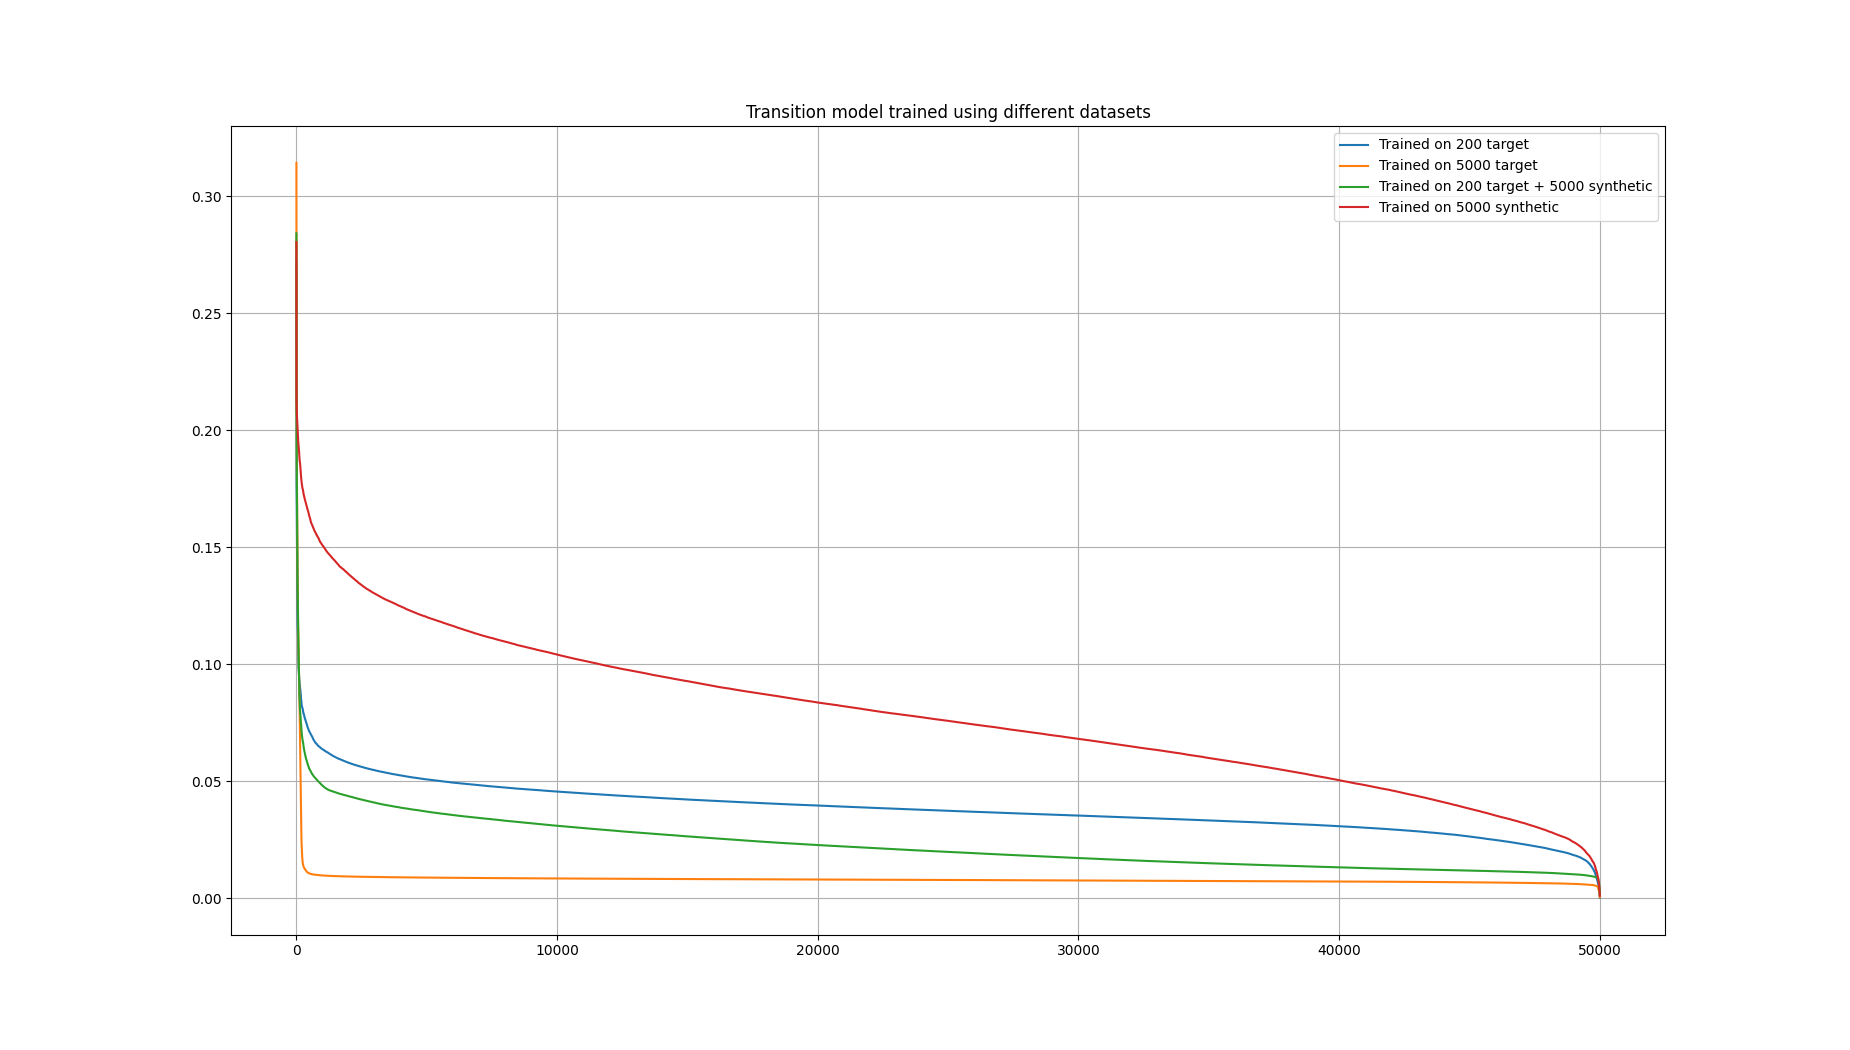 Transition model trained using different datasets
Trained on 200 target
Trained on 5000 target
Trained on 200 target + 5000 synthetic
Trained on 5000 synthetic
0.30
0.25
0.20
0.15
0.10
0.05
0.00
0 10000 20000 30000 40000 50000